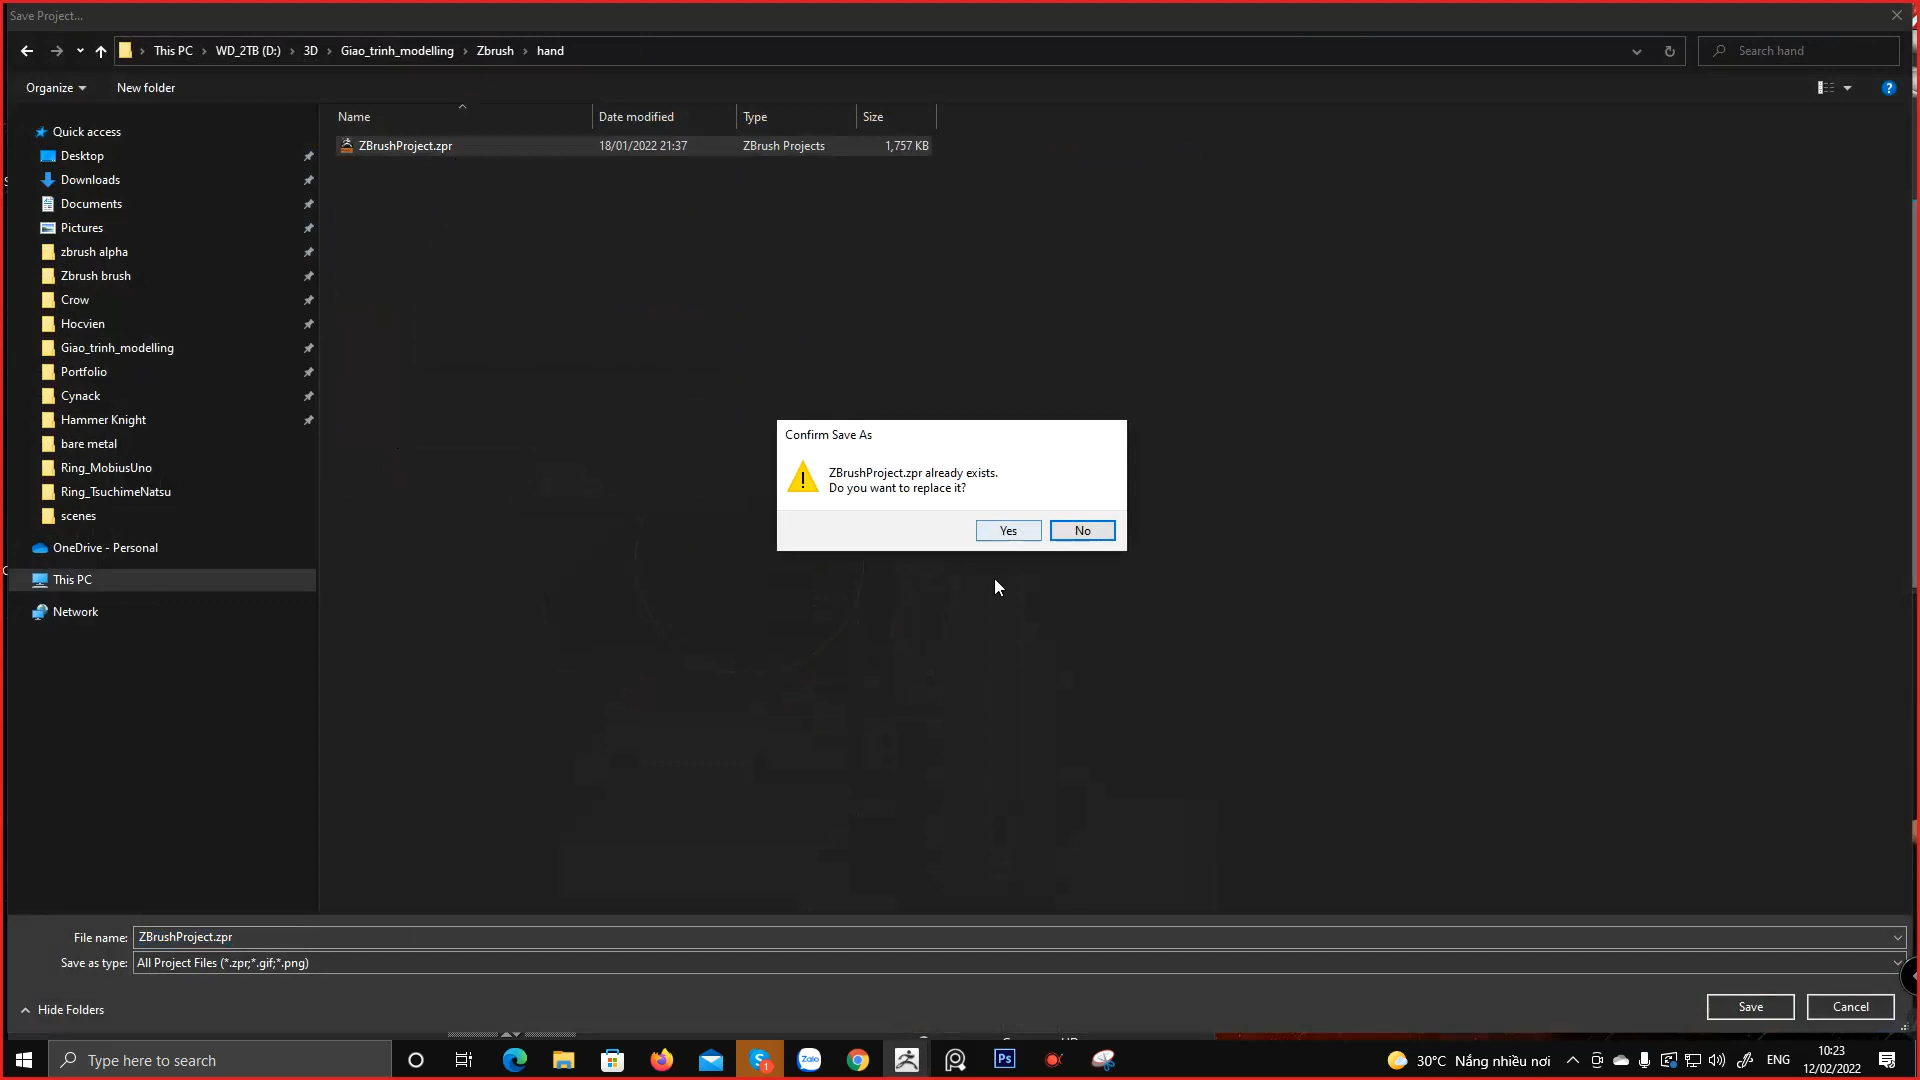 Save Project...
This PC
WD_2TB (D:)
3D
Giao_trinh_modelling
Zbrush
hand
Search hand
Organize
New folder
Name
Date modified
Type
Size
ZBrushProject.zpr
18/01/2022 21:37
ZBrush Projects
1,757 KB
Quick access
Desktop
Downloads
Documents
Pictures
zbrush alpha
Zbrush brush
Crow
Hocvien
Giao_trinh_modelling
Portfolio
Cynack
Hammer Knight
bare metal
Ring_MobiusUno
Ring_TsuchimeNatsu
scenes
OneDrive - Personal
This PC
Network
Confirm Save As
ZBrushProject.zpr already exists.
Do you want to replace it?
Yes
No
File name:
ZBrushProject.zpr
Save as type:
All Project Files (*.zpr;*.gif;*.png)
Hide Folders
Save
Cancel
Type here to search
1
Zalo
Ps
30°C Nắng nhiều nơi
ENG
10:23
12/02/2022